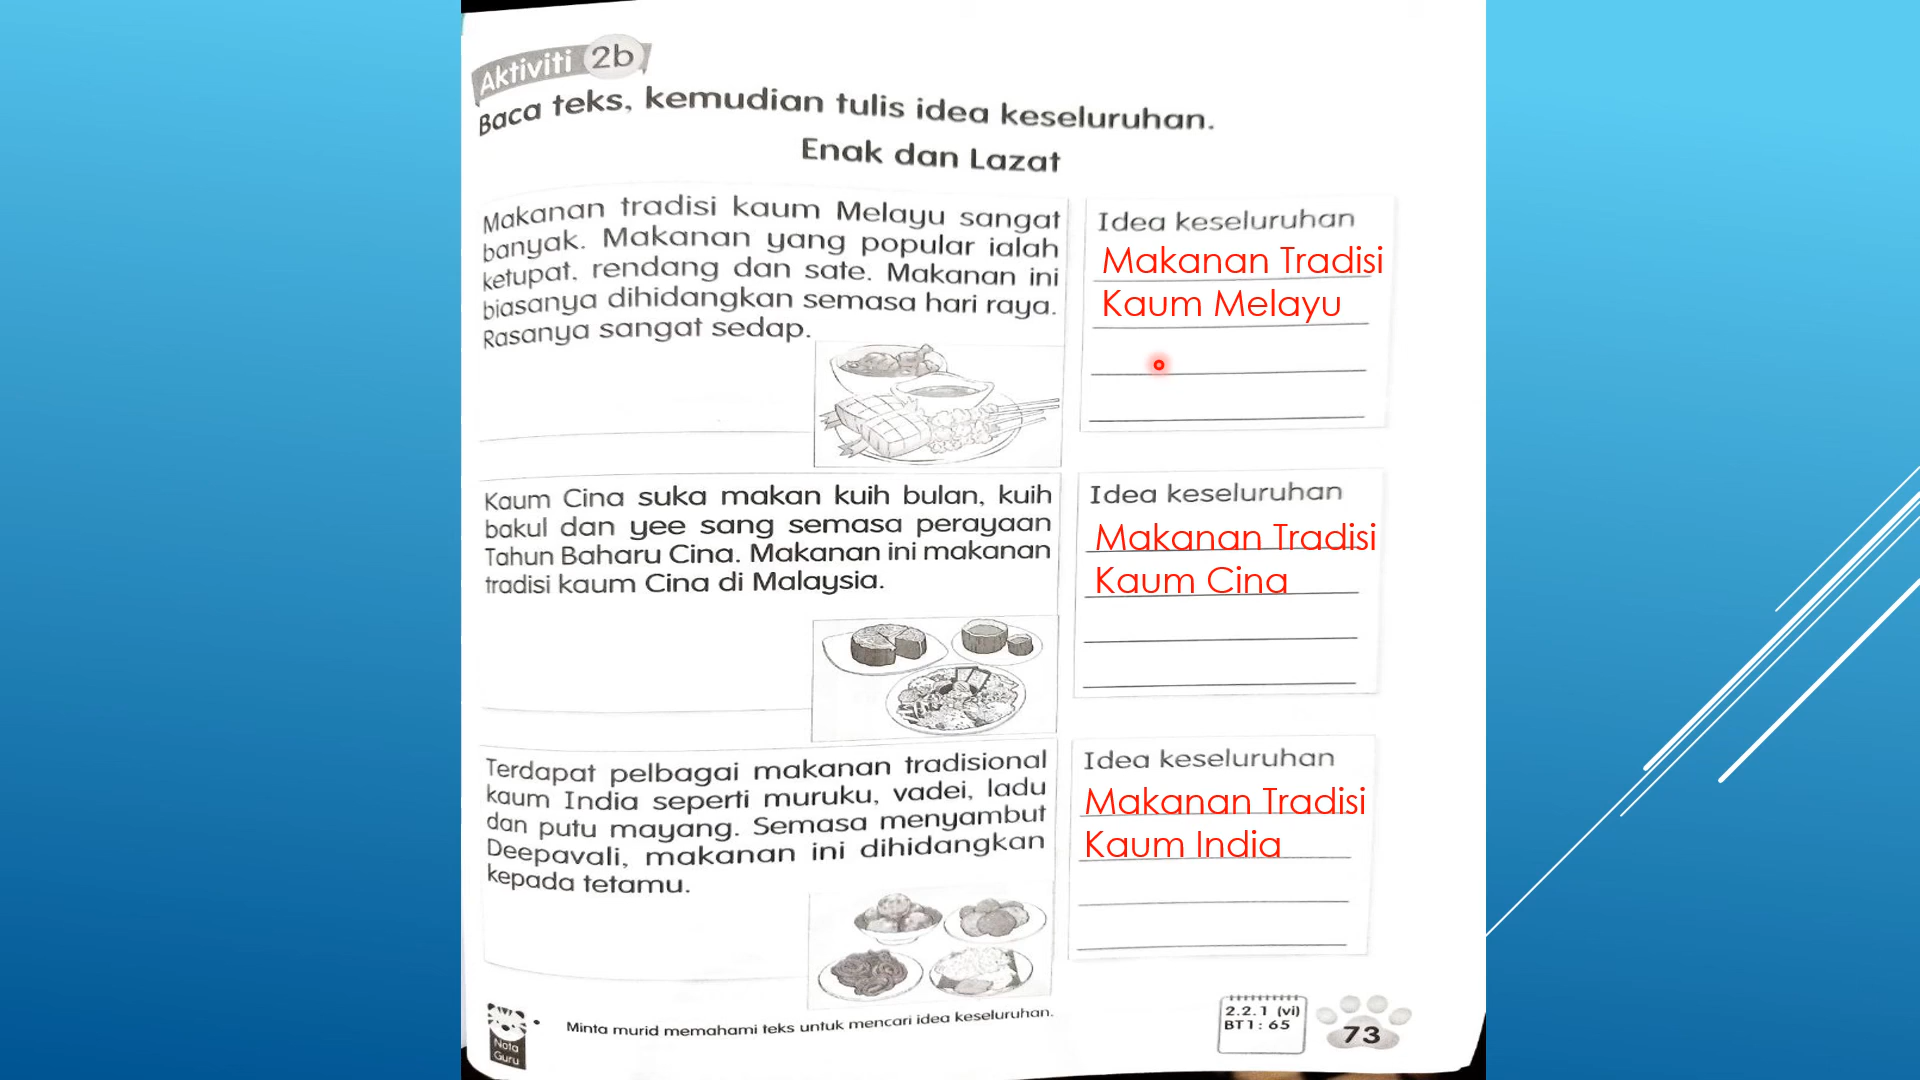 Aktiviti 2b
Baca teks, kemudian tulis idea keseluruhan.
Enak dan Lazat
Makanan tradisi kaum Melayu sangat
banyak. Makanan yang popular ialah
ketupat, rendang dan sate. Makanan ini
biasanya dihidangkan semasa hari raya.
Rasanya sangat sedap.
Idea keseluruhan
Makanan Tradisi
Kaum Melayu
Kaum Cina suka makan kuih bulan, kuih
bakul dan yee sang semasa perayaan
Tahun Baharu Cina. Makanan ini makanan
tradisi kaum Cina di Malaysia.
Idea keseluruhan
Makanan Tradisi
Kaum Cina
Terdapat pelbagai makanan tradisional
kaum India seperti muruku, vadei, ladu
dan putu mayang. Semasa menyambut
Deepavali, makanan ini dihidangkan
kepada tetamu.
Idea keseluruhan
Makanan Tradisi
Kaum India
Nota
Guru
• Minta murid memahami teks untuk mencari idea keseluruhan.
2.2.1 (vi)
BT1: 65
73